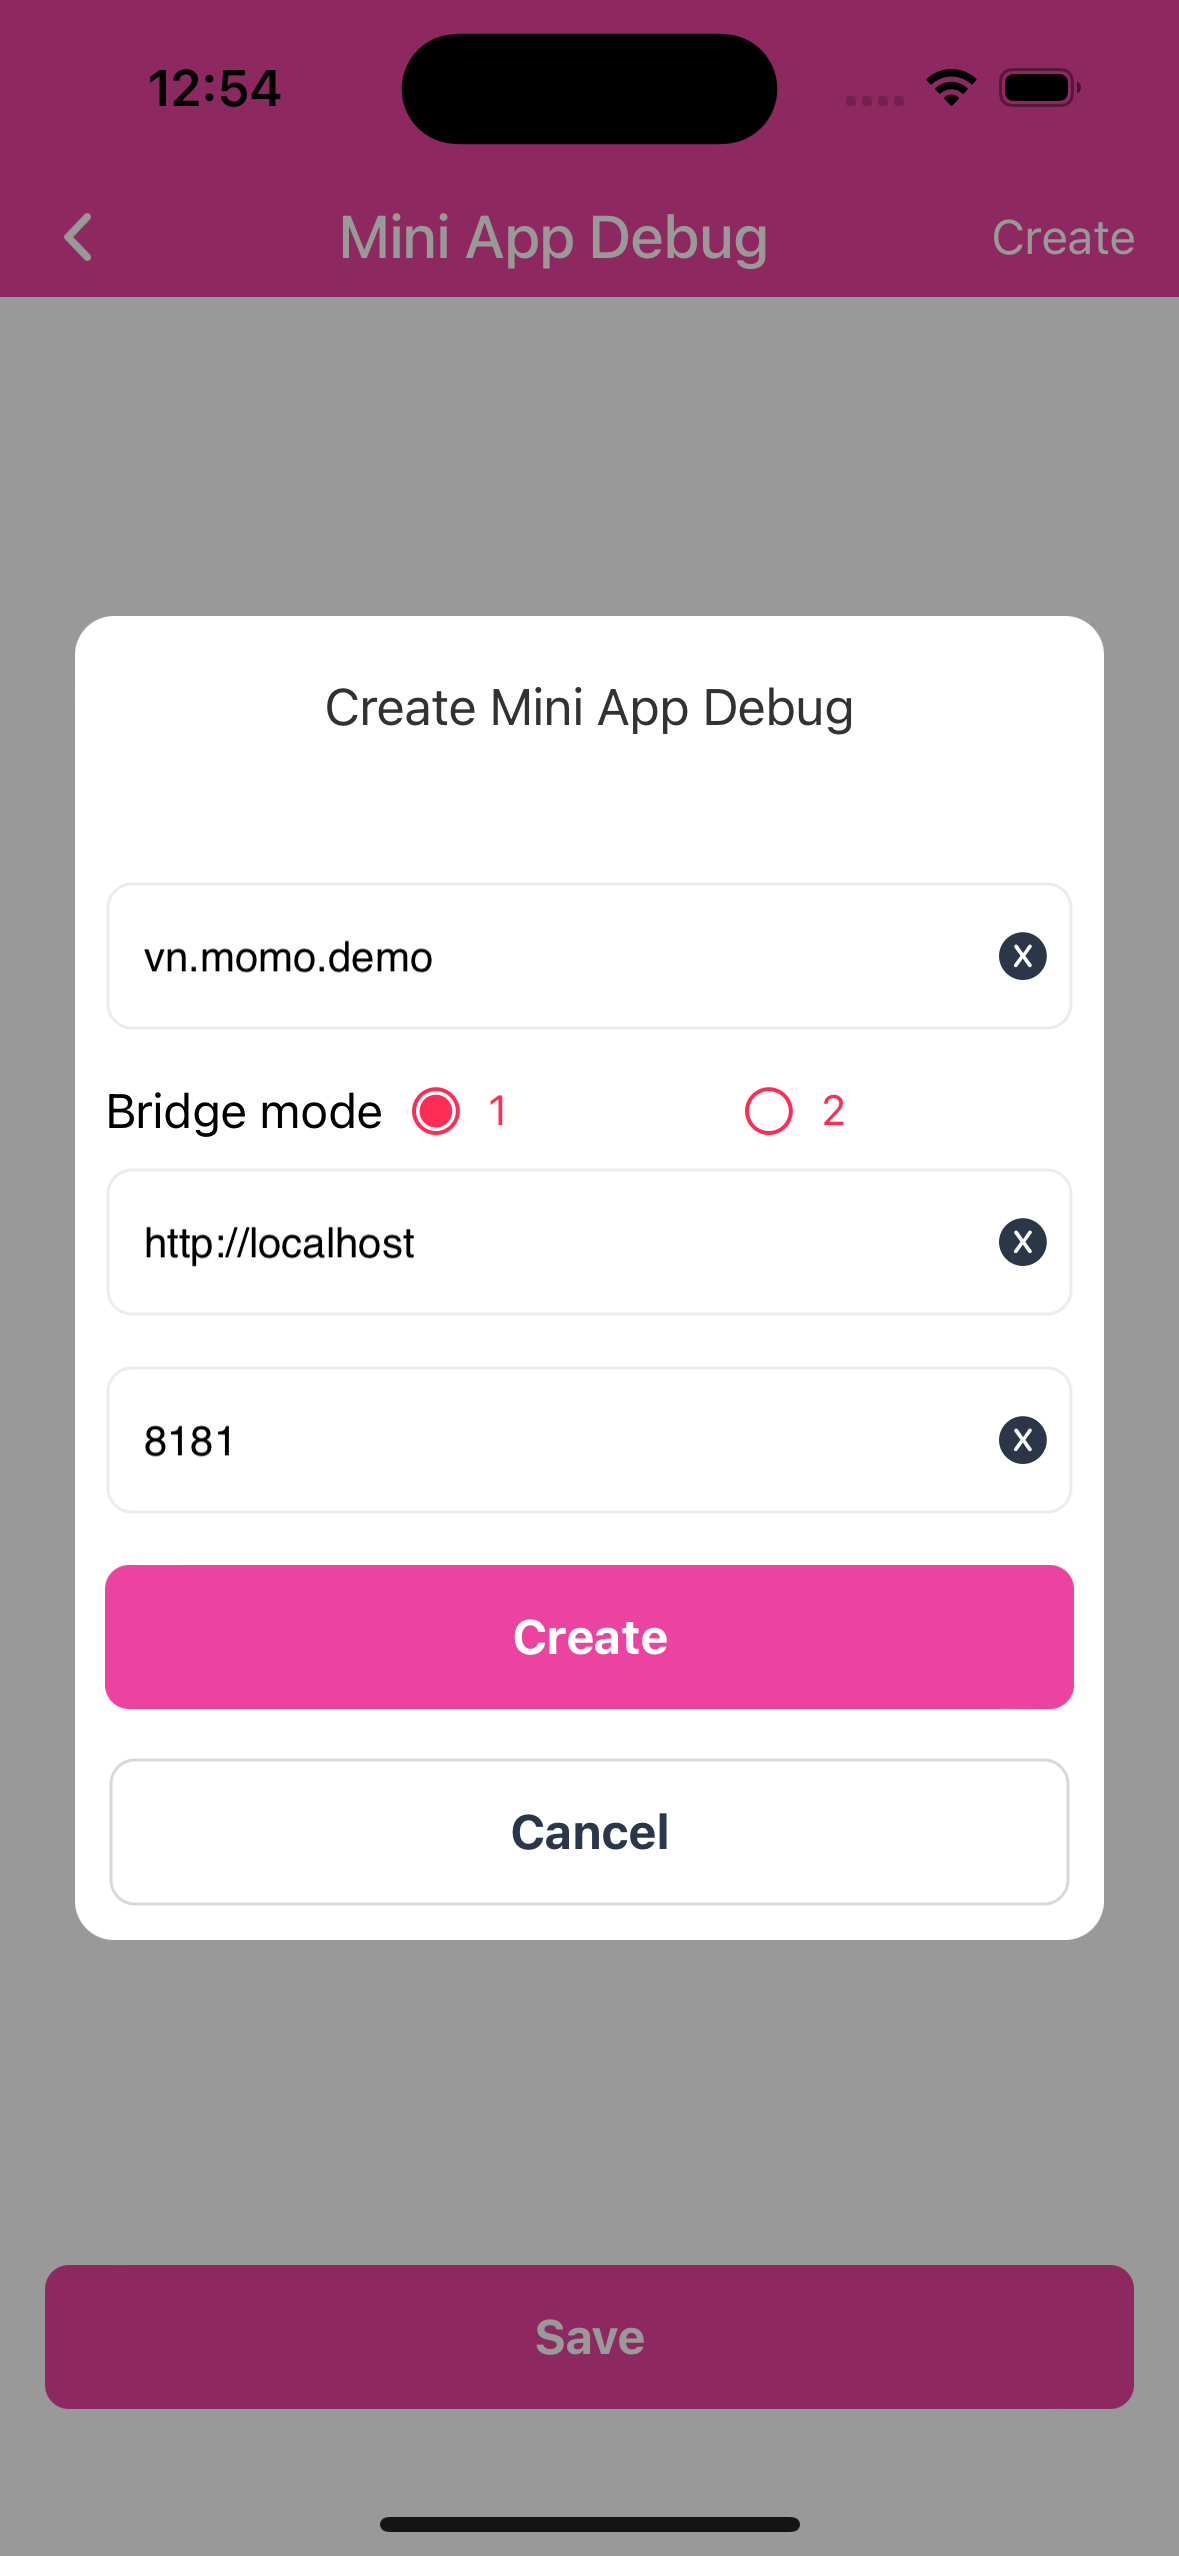 12:54
Mini App Debug
Create
Create Mini App Debug
vn.momo.demo
X
Bridge mode 1 2
http://localhost
X
8181
X
Create
Cancel
Save